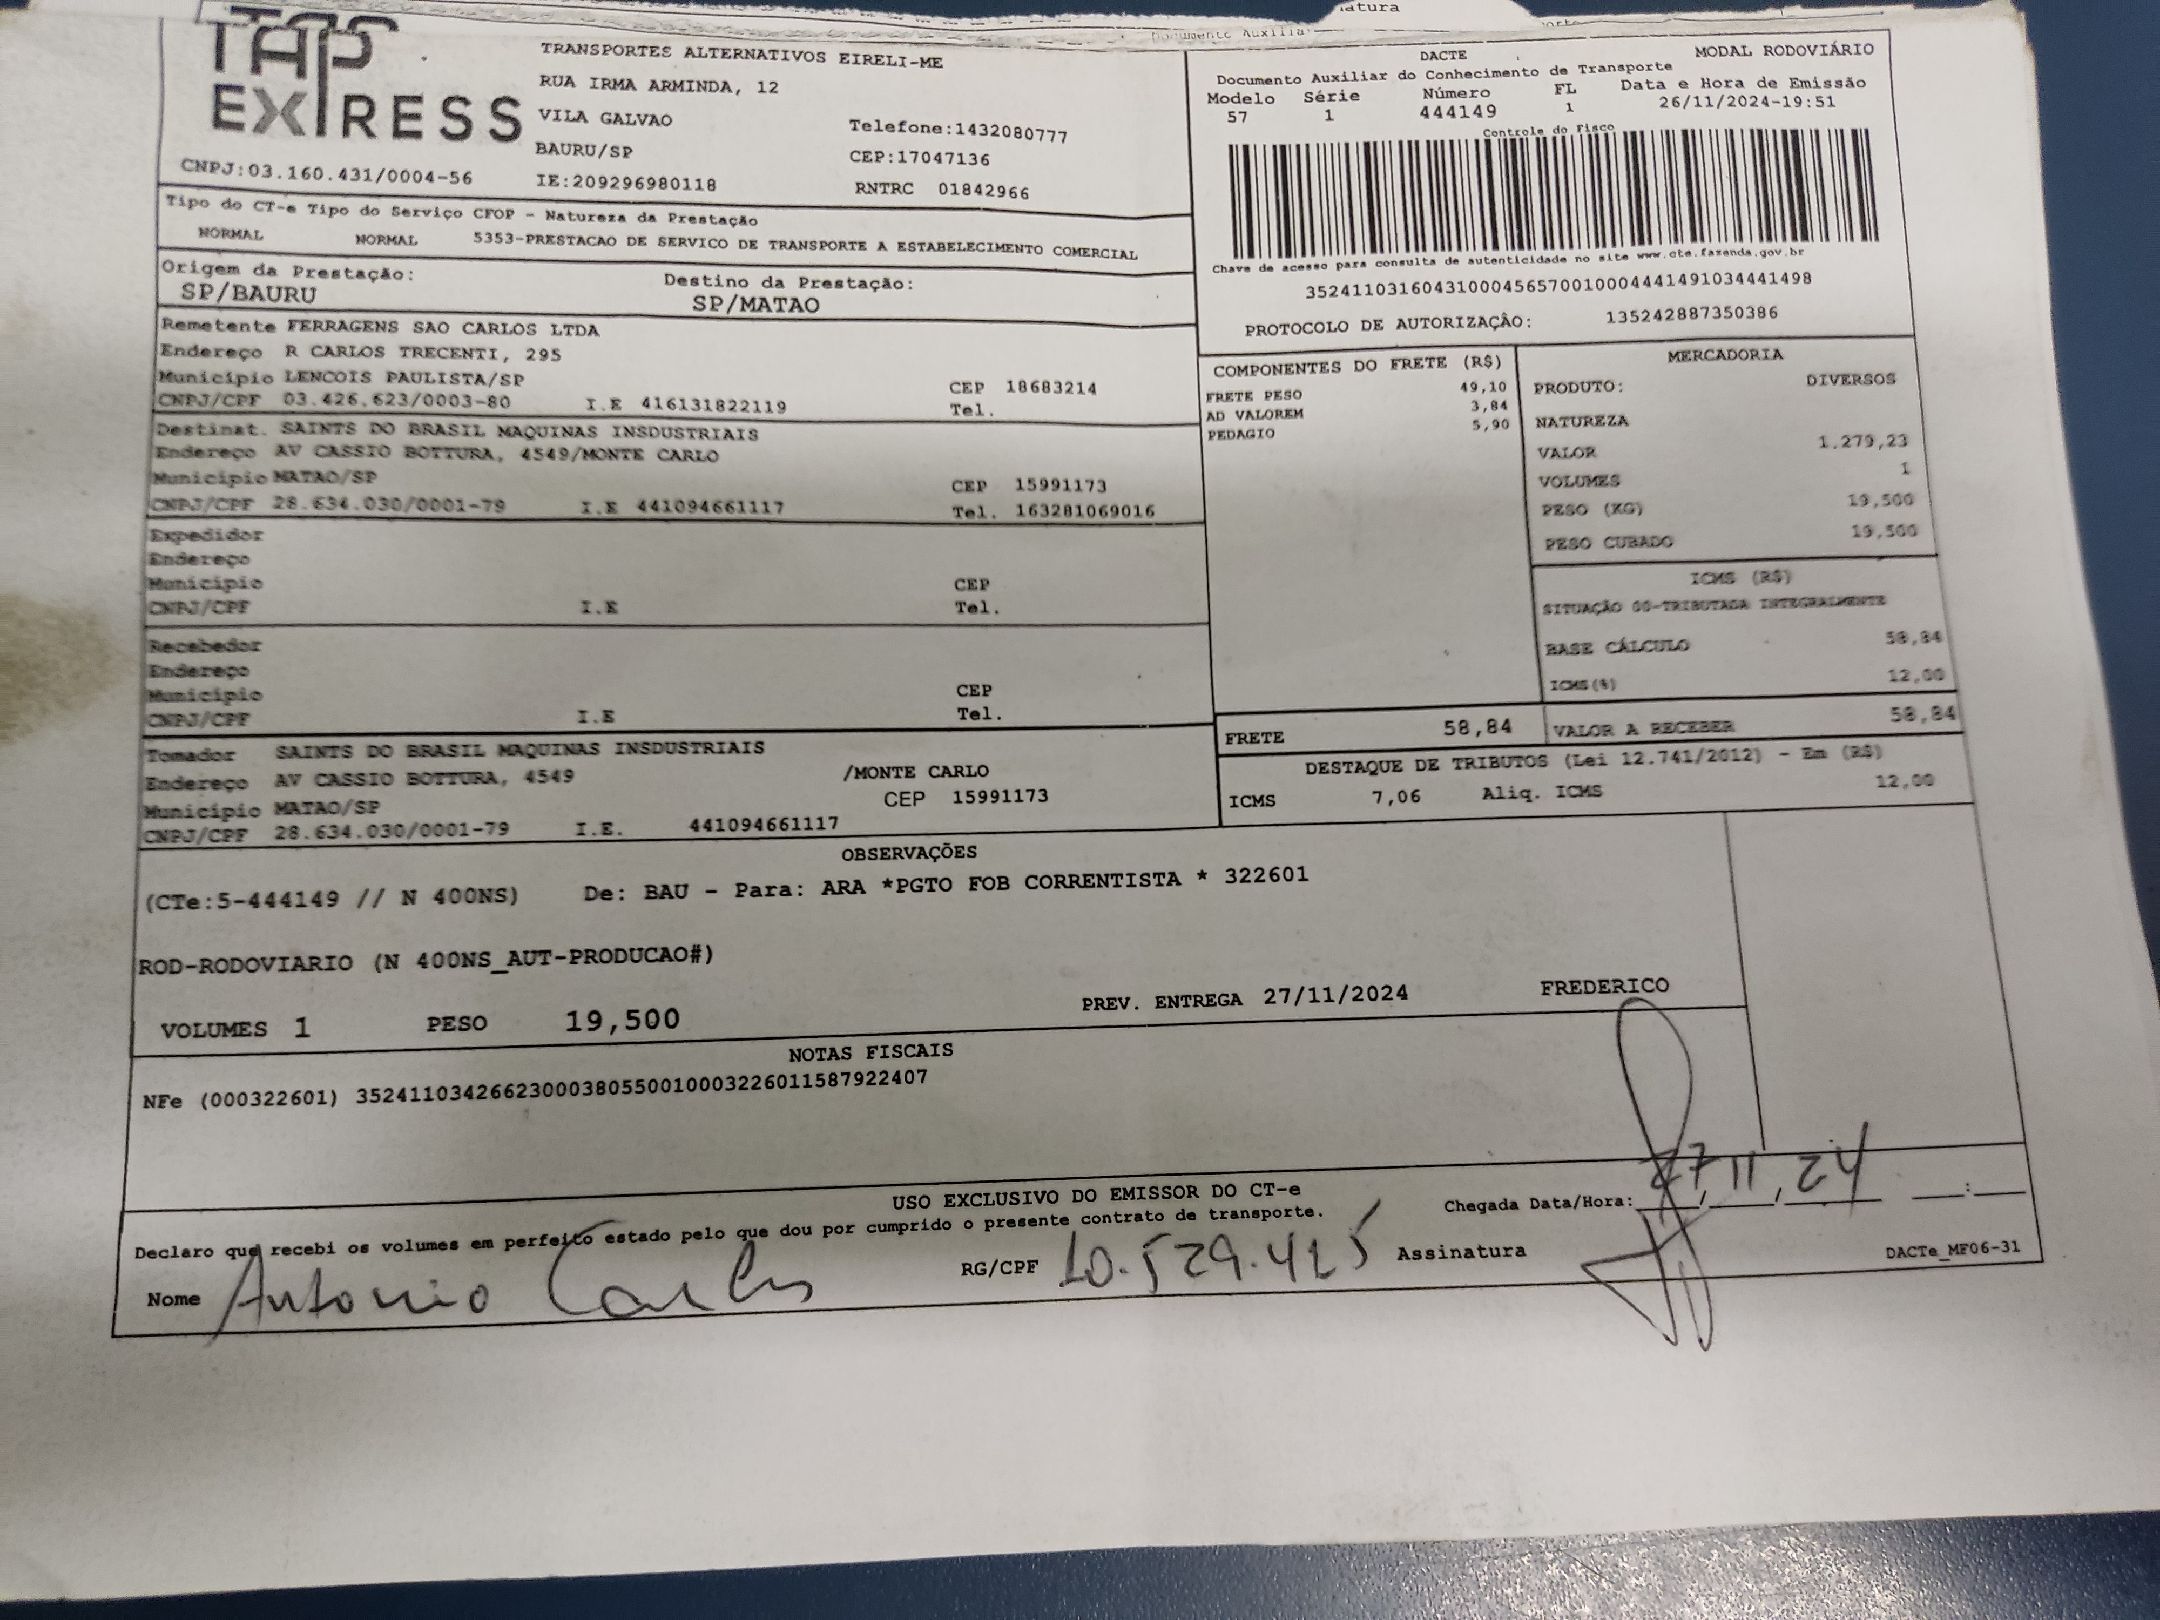 atura
Documento Auxilia
TAP EXPRESS
TRANSPORTES ALTERNATIVOS EIRELI-ME
RUA IRMA ARMINDA, 12
VILA GALVAO
Telefone:1432080777
BAURU/SP
CEP:17047136
CNPJ:03.160.431/0004-56
IE:209296980118
RNTRC 01842966
DACTE
MODAL RODOVIÁRIO
Documento Auxiliar do Conhecimento de Transporte
Modelo Série Número FL Data e Hora de Emissão
57 1 444149 1 26/11/2024-19:51
Controle do Fisco
Chave de acesso para consulta de autenticidade no site www.cte.fazenda.gov.br
35241103160431000456570010004441491034441498
PROTOCOLO DE AUTORIZAÇÂO: 135242887350386
Tipo do CT-e Tipo do Serviço CFOP - Natureza da Prestação
NORMAL NORMAL 5353-PRESTACAO DE SERVICO DE TRANSPORTE A ESTABELECIMENTO COMERCIAL
Origem da Prestação: Destino da Prestação:
SP/BAURU SP/MATAO
Remetente FERRAGENS SAO CARLOS LTDA
Endereço R CARLOS TRECENTI, 295
Município LENCOIS PAULISTA/SP CEP 18683214
CNPJ/CPF 03.426.623/0003-80 I.E 416131822119 Tel.
Destinat. SAINTS DO BRASIL MAQUINAS INSDUSTRIAIS
Endereço AV CASSIO BOTTURA, 4549/MONTE CARLO
Município MATAO/SP CEP 15991173
CNPJ/CPF 28.634.030/0001-79 I.E 441094661117 Tel. 163281069016
Expedidor
Endereço
Município CEP
CNPJ/CPF I.E Tel.
Recebedor
Endereço
Município CEP
CNPJ/CPF I.E Tel.
Tomador SAINTS DO BRASIL MAQUINAS INSDUSTRIAIS
Endereço AV CASSIO BOTTURA, 4549 /MONTE CARLO
Município MATAO/SP CEP 15991173
CNPJ/CPF 28.634.030/0001-79 I.E. 441094661117
COMPONENTES DO FRETE (R$)
FRETE PESO 49,10
AD VALOREM 3,84
PEDAGIO 5,90
MERCADORIA
PRODUTO: DIVERSOS
NATUREZA
VALOR 1.279,23
VOLUMES 1
PESO (KG) 19,500
PESO CUBADO 19,500
ICMS (R$)
SITUAÇÃO 00-TRIBUTADA INTEGRALMENTE
BASE CÁLCULO 58,84
ICMS(%) 12,00
FRETE 58,84 VALOR A RECEBER 58,84
DESTAQUE DE TRIBUTOS (Lei 12.741/2012) - Em (R$)
ICMS 7,06 Aliq. ICMS 12,00
OBSERVAÇÕES
(CTe:5-444149 // N 400NS) De: BAU - Para: ARA *PGTO FOB CORRENTISTA * 322601
ROD-RODOVIARIO (N 400NS_AUT-PRODUCAO#)
VOLUMES 1 PESO 19,500 PREV. ENTREGA 27/11/2024 FREDERICO
NOTAS FISCAIS
NFe (000322601) 35241103426623000380550010003226011587922407
USO EXCLUSIVO DO EMISSOR DO CT-e
Declaro que recebi os volumes em perfeito estado pelo que dou por cumprido o presente contrato de transporte.
Chegada Data/Hora: 27/11/24 __:__
Nome Antonio Carlos RG/CPF 10.529.425 Assinatura
DACTe_MF06-31